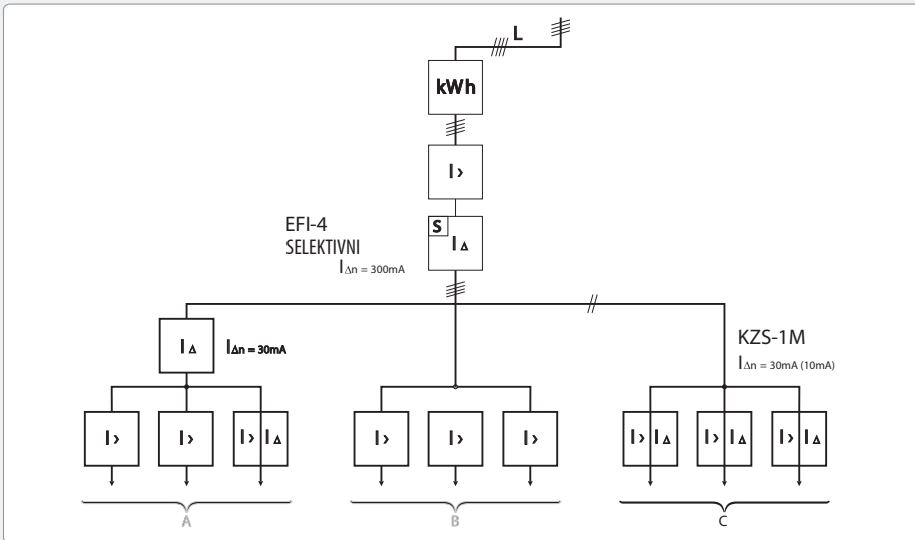 L
kWh
I>
EFI-4
SELEKTIVNI
I∆n = 300mA
S
I∆
I∆
I∆n = 30mA
KZS-1M
I∆n = 30mA (10mA)
I> I> I> I∆
I> I> I>
I> I∆ I> I∆ I> I∆
A B C